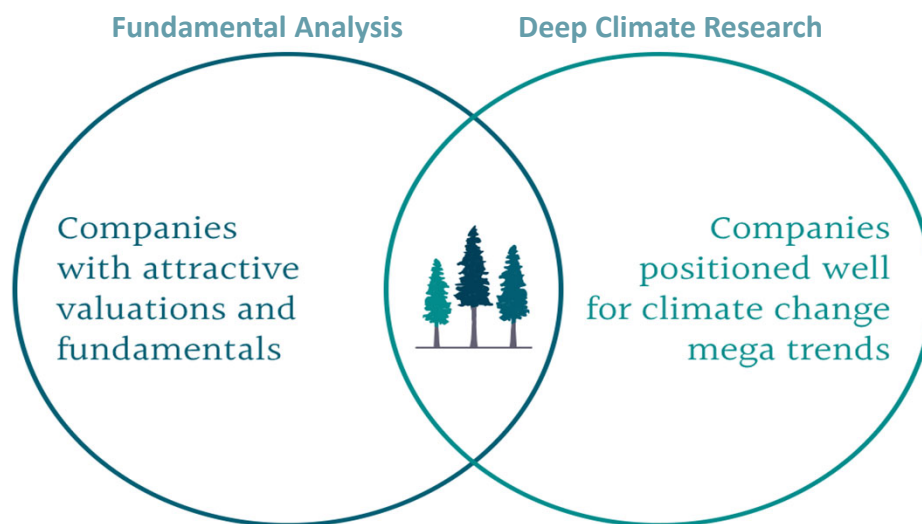 Fundamental Analysis
Deep Climate Research
Companies
with attractive
valuations and
fundamentals
Companies
positioned well
for climate change
mega trends